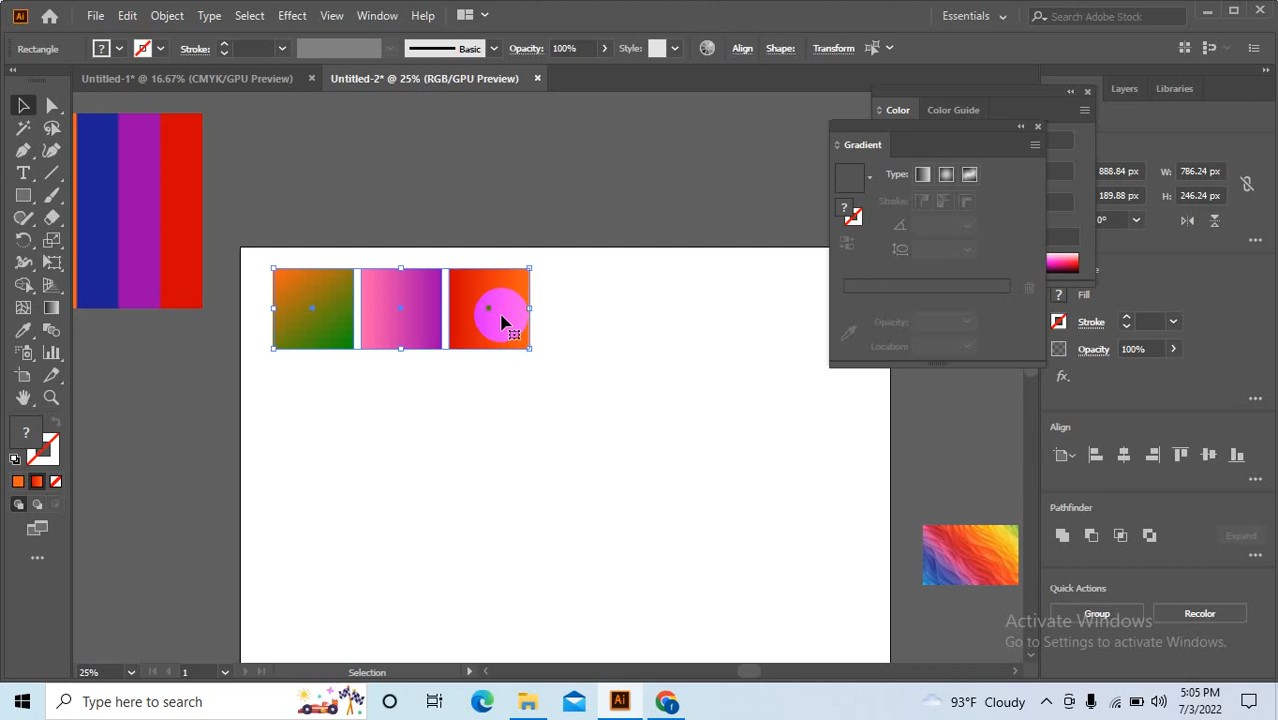 Ai File Edit Object Type Select Effect View Window Help Essentials Search Adobe Stock
Rectangle ? Stroke: Basic Opacity: 100% Style: Align Shape: Transform
Untitled-1* @ 16.67% (CMYK/GPU Preview) × Untitled-2* @ 25% (RGB/GPU Preview) ×
Layers Libraries
Color Color Guide
Gradient
Type:
?
Stroke:
Opacity:
Location:
888.84 px W: 786.24 px
189.88 px H: 246.24 px
0°
? Fill
Stroke
Opacity 100%
fx.
Align
Pathfinder
Expand
Quick Actions
Group Recolor
Activate Windows
Go to Settings to activate Windows.
T
?
25% 1 Selection
Type here to search Ai 93°F Cloudy 5:05 PM
7/3/2022